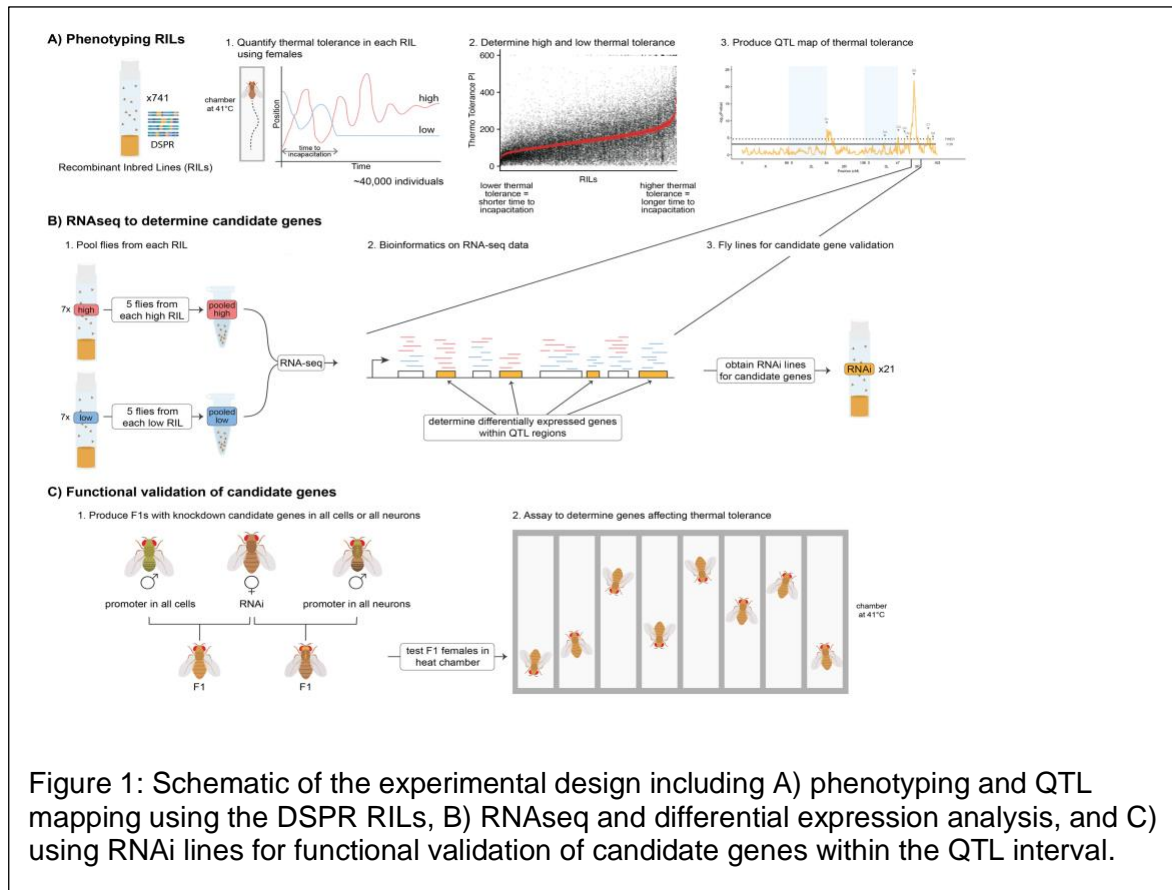 A) Phenotyping RILs
1. Quantify thermal tolerance in each RIL
using females
2. Determine high and low thermal tolerance
3. Produce QTL map of thermal tolerance
x741
DSPR
Recombinant Inbred Lines (RILs)
chamber
at 41°C
Position
high
low
time to
incapacitation
Time
~40,000 individuals
Thermo Tolerance PI
600
400
200
0
RILs
lower thermal
tolerance =
shorter time to
incapacitation
higher thermal
tolerance =
longer time to
incapacitation
B) RNAseq to determine candidate genes
1. Pool flies from each RIL
2. Bioinformatics on RNA-seq data
3. Fly lines for candidate gene validation
7x
high
5 flies from
each high RIL
pooled
high
RNA-seq
7x
low
5 flies from
each low RIL
pooled
low
determine differentially expressed genes
within QTL regions
obtain RNAi lines
for candidate genes
RNAi
x21
C) Functional validation of candidate genes
1. Produce F1s with knockdown candidate genes in all cells or all neurons
2. Assay to determine genes affecting thermal tolerance
promoter in all cells
RNAi
promoter in all neurons
F1
F1
test F1 females in
heat chamber
chamber
at 41°C
Figure 1: Schematic of the experimental design including A) phenotyping and QTL
mapping using the DSPR RILs, B) RNAseq and differential expression analysis, and C)
using RNAi lines for functional validation of candidate genes within the QTL interval.